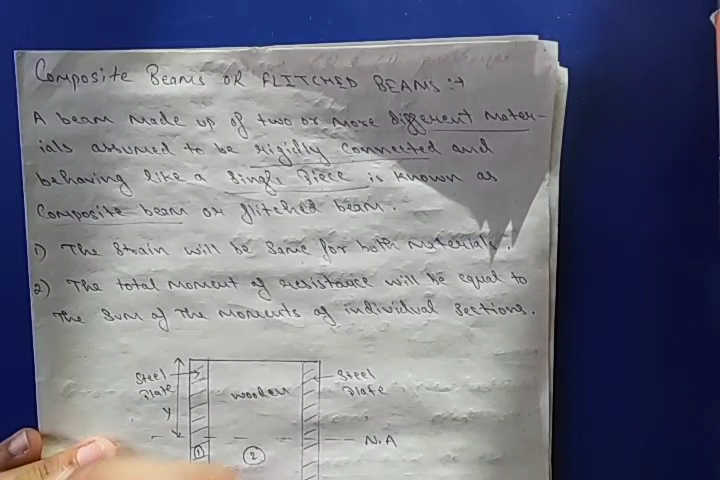 Composite Beams OR FLITCHED BEAMS :→
A beam made up of two or more different mater-
ials assumed to be rigidly connected and
behaving like a single piece is known as
Composite beam or flitched beam.
1) The Strain will be same for both materials.
2) The total moment of resistance will be equal to
The Sum of The moments of individual sections.
Steel
Plate
wooden
Steel
Plate
y
N.A
1
2